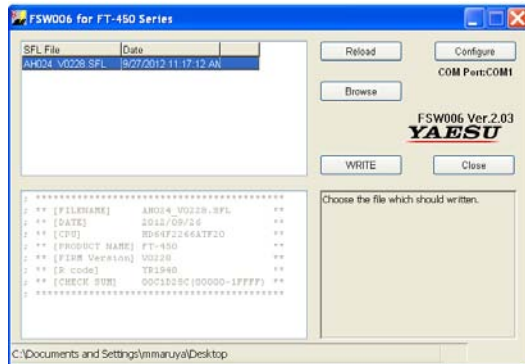 FSW006 for FT-450 Series
SFL File Date
AH024_V0228.SFL 9/27/2012 11:17:12 AM
Reload
Configure
COM Port:COM1
Browse
FSW006 Ver.2.03
YAESU
WRITE
Close
; ******************************************
; ** [FILENAME] AH024_V0228.SFL **
; ** [DATE] 2012/09/26 **
; ** [CPU] HD64F2266ATF20 **
; ** [PRODUCT NAME] FT-450 **
; ** [FIRM Version] V0228 **
; ** [R code] YR1940 **
; ** [CHECK SUM] 00C1D25C(00000-1FFFF) **
; ******************************************
Choose the file which should written.
C:\Documents and Settings\mmaruya\Desktop